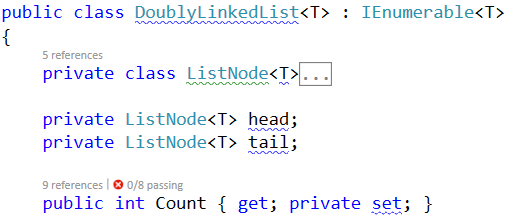 public class DoublyLinkedList<T> : IEnumerable<T>
{
5 references
private class ListNode<T>...
private ListNode<T> head;
private ListNode<T> tail;
9 references | 0/8 passing
public int Count { get; private set; }